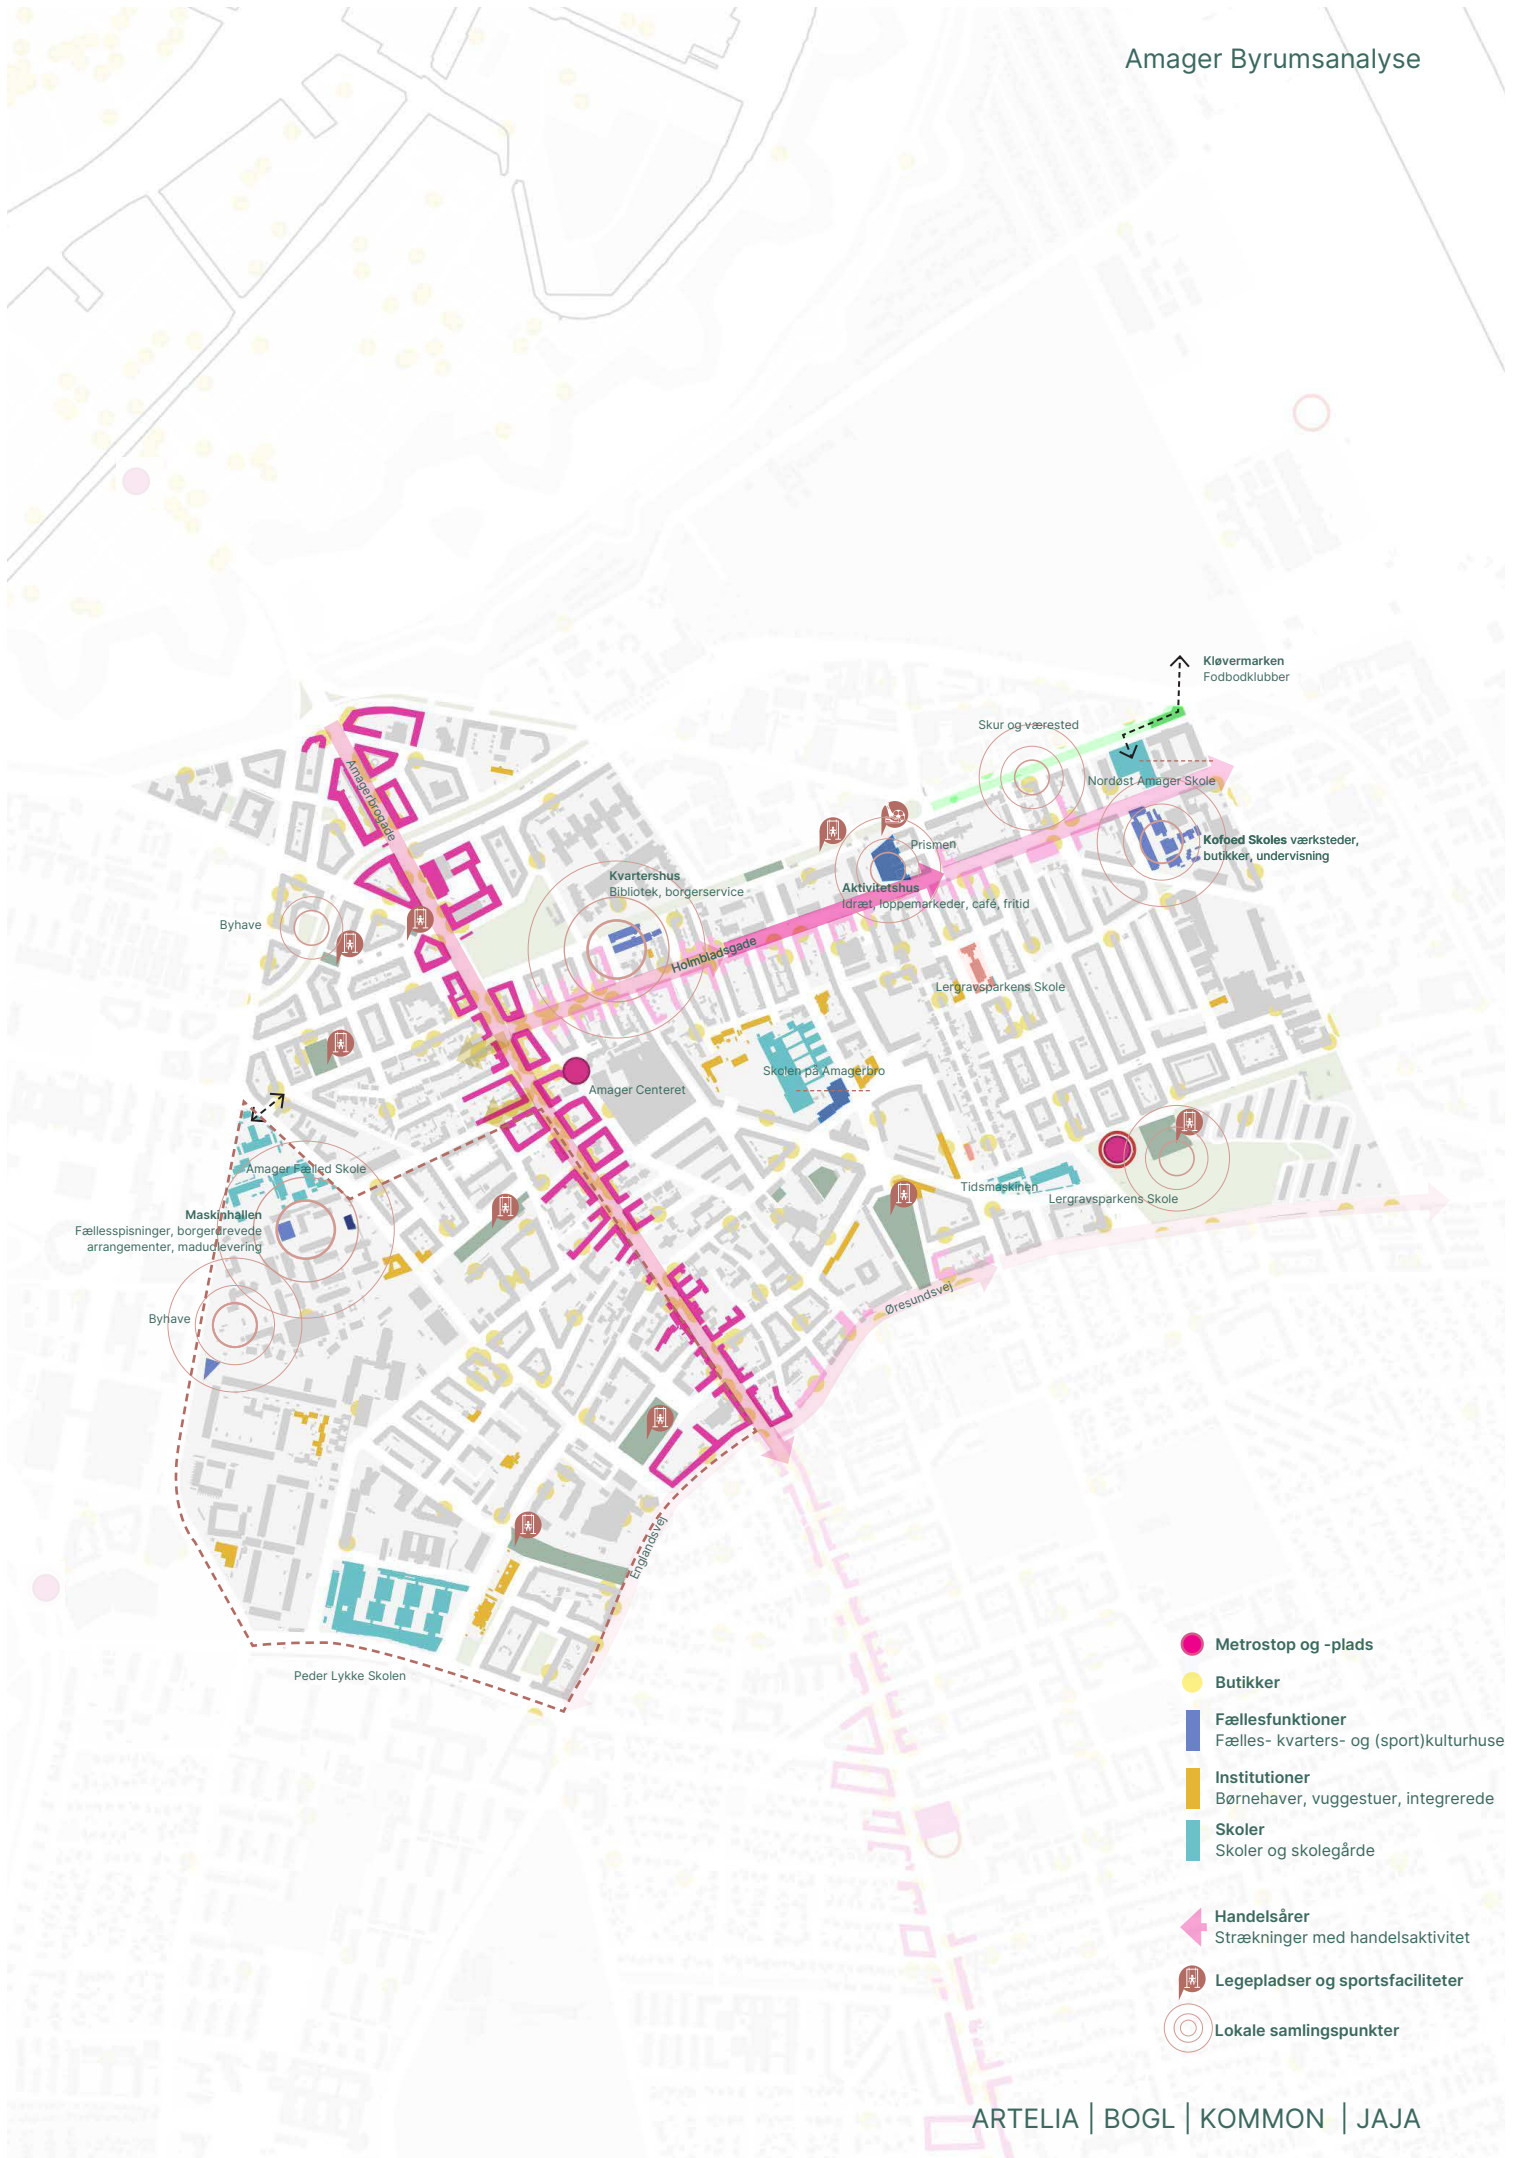 Amager Byrumsanalyse
Kløvermarken
Fodbodklubber
Skur og værested
Nordøst Amager Skole
Amagerbrogade
Prismen
Kofoed Skoles værksteder,
butikker, undervisning
Kvartershus
Bibliotek, borgerservice
Aktivitetshus
Idræt, loppemarkeder, café, fritid
Byhave
Holmbladsgade
Lergravsparkens Skole
Skolen på Amagerbro
Amager Centeret
Amager Fælled Skole
Tidsmaskinen
Lergravsparkens Skole
Maskinhallen
Fællesspisninger, borgerdrevede
arrangementer, madudlevering
Øresundsvej
Byhave
Englandsvej
Peder Lykke Skolen
Metrostop og -plads
Butikker
Fællesfunktioner
Fælles- kvarters- og (sport)kulturhuse
Institutioner
Børnehaver, vuggestuer, integrerede
Skoler
Skoler og skolegårde
Handelsårer
Strækninger med handelsaktivitet
Legepladser og sportsfaciliteter
Lokale samlingspunkter
ARTELIA | BOGL | KOMMON | JAJA